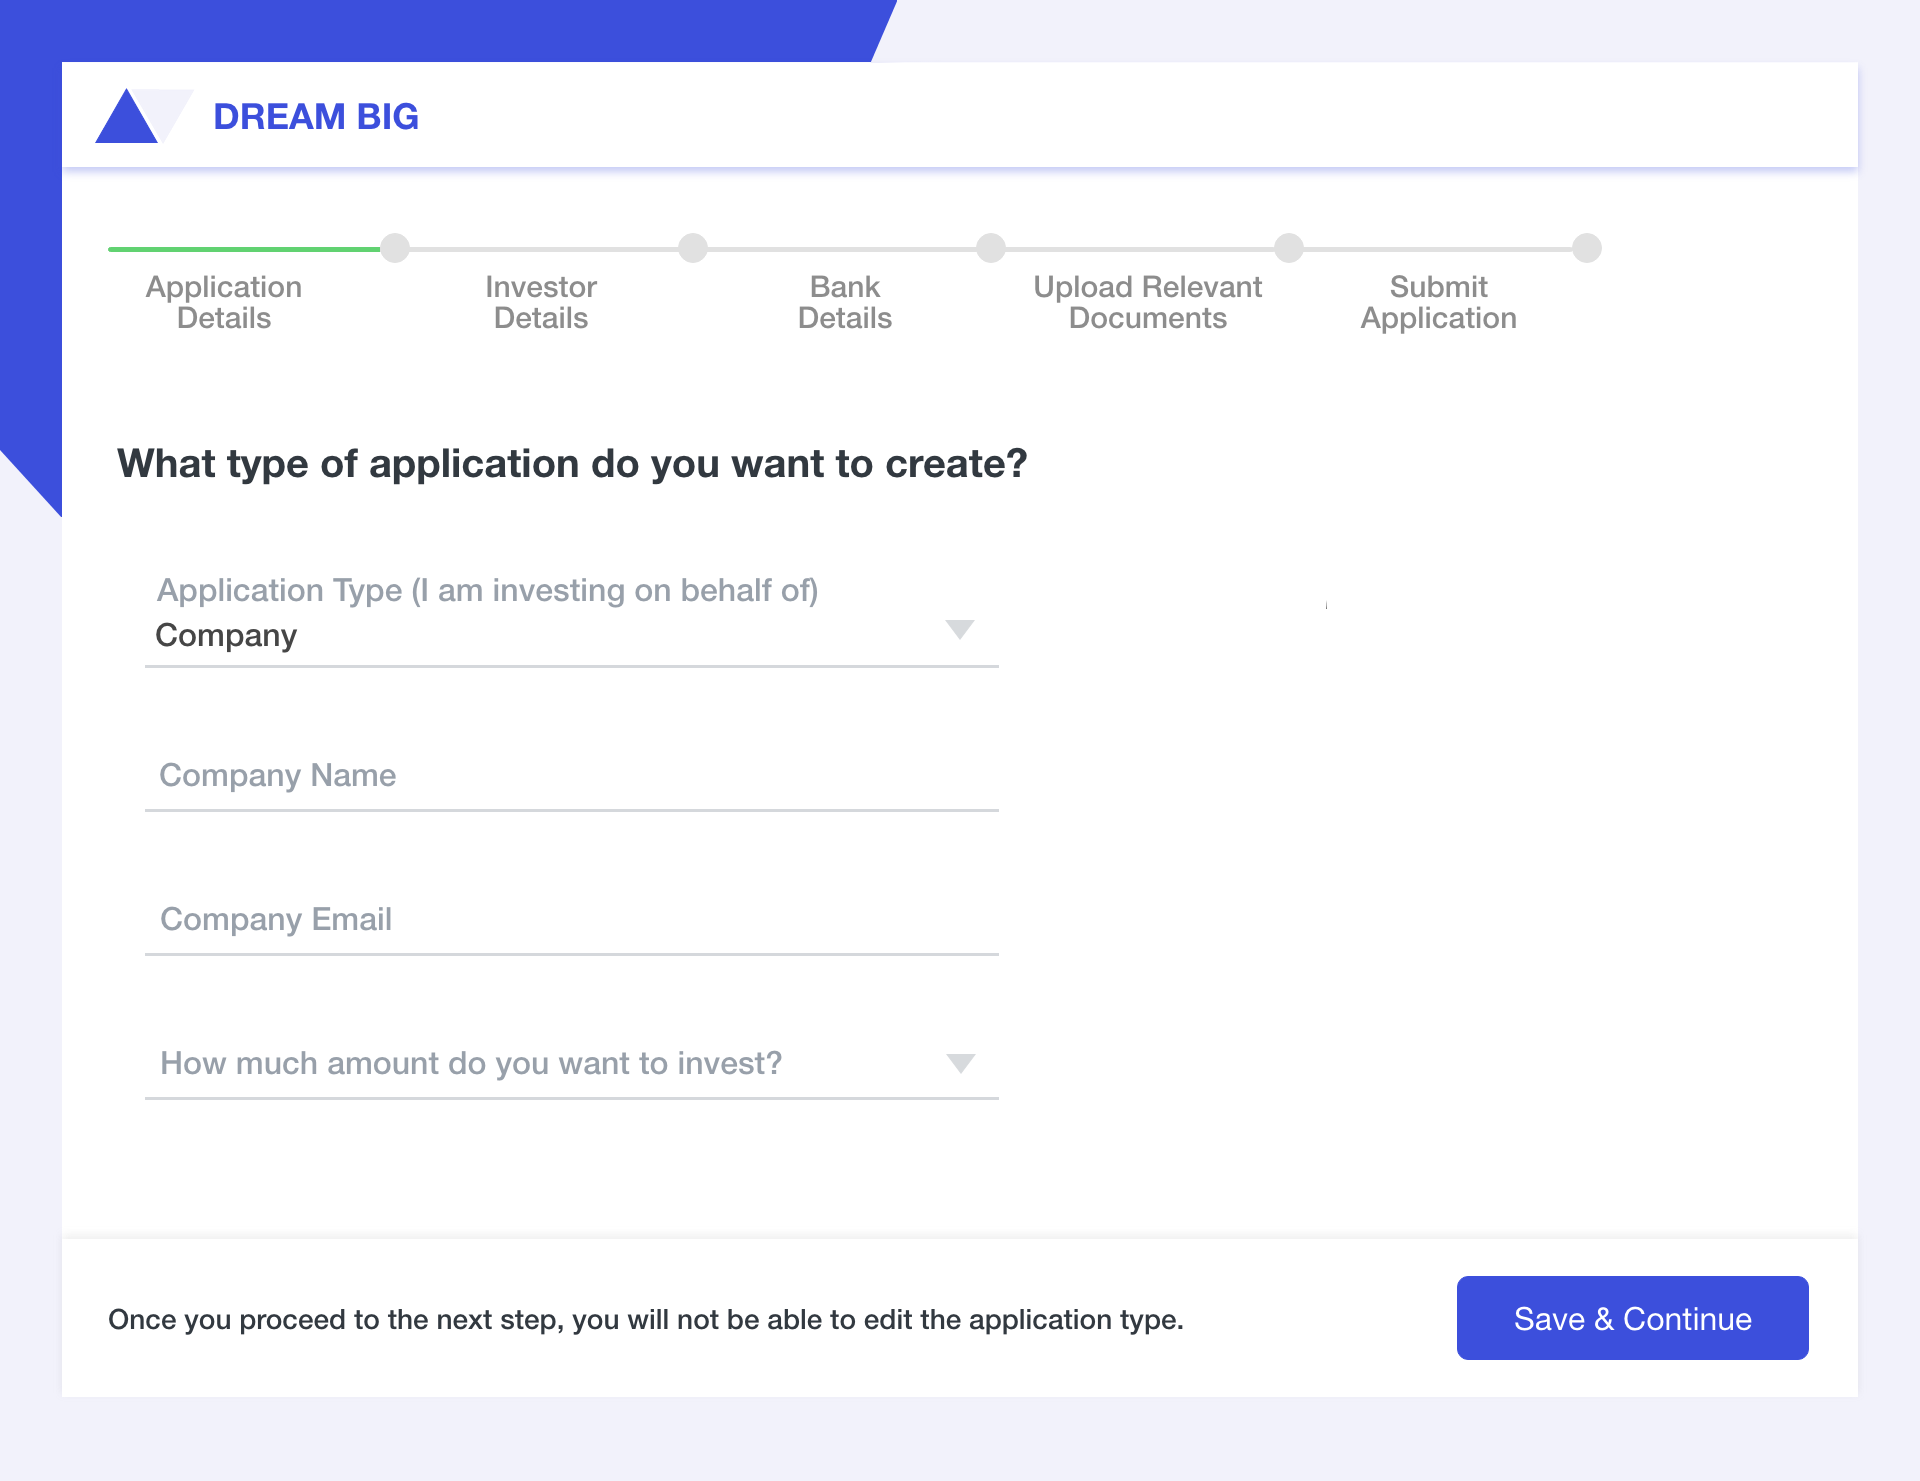 DREAM BIG
Application
Details
Investor
Details
Bank
Details
Upload Relevant
Documents
Submit
Application
What type of application do you want to create?
Application Type (I am investing on behalf of)
Company
Company Name
Company Email
How much amount do you want to invest?
Once you proceed to the next step, you will not be able to edit the application type.
Save & Continue